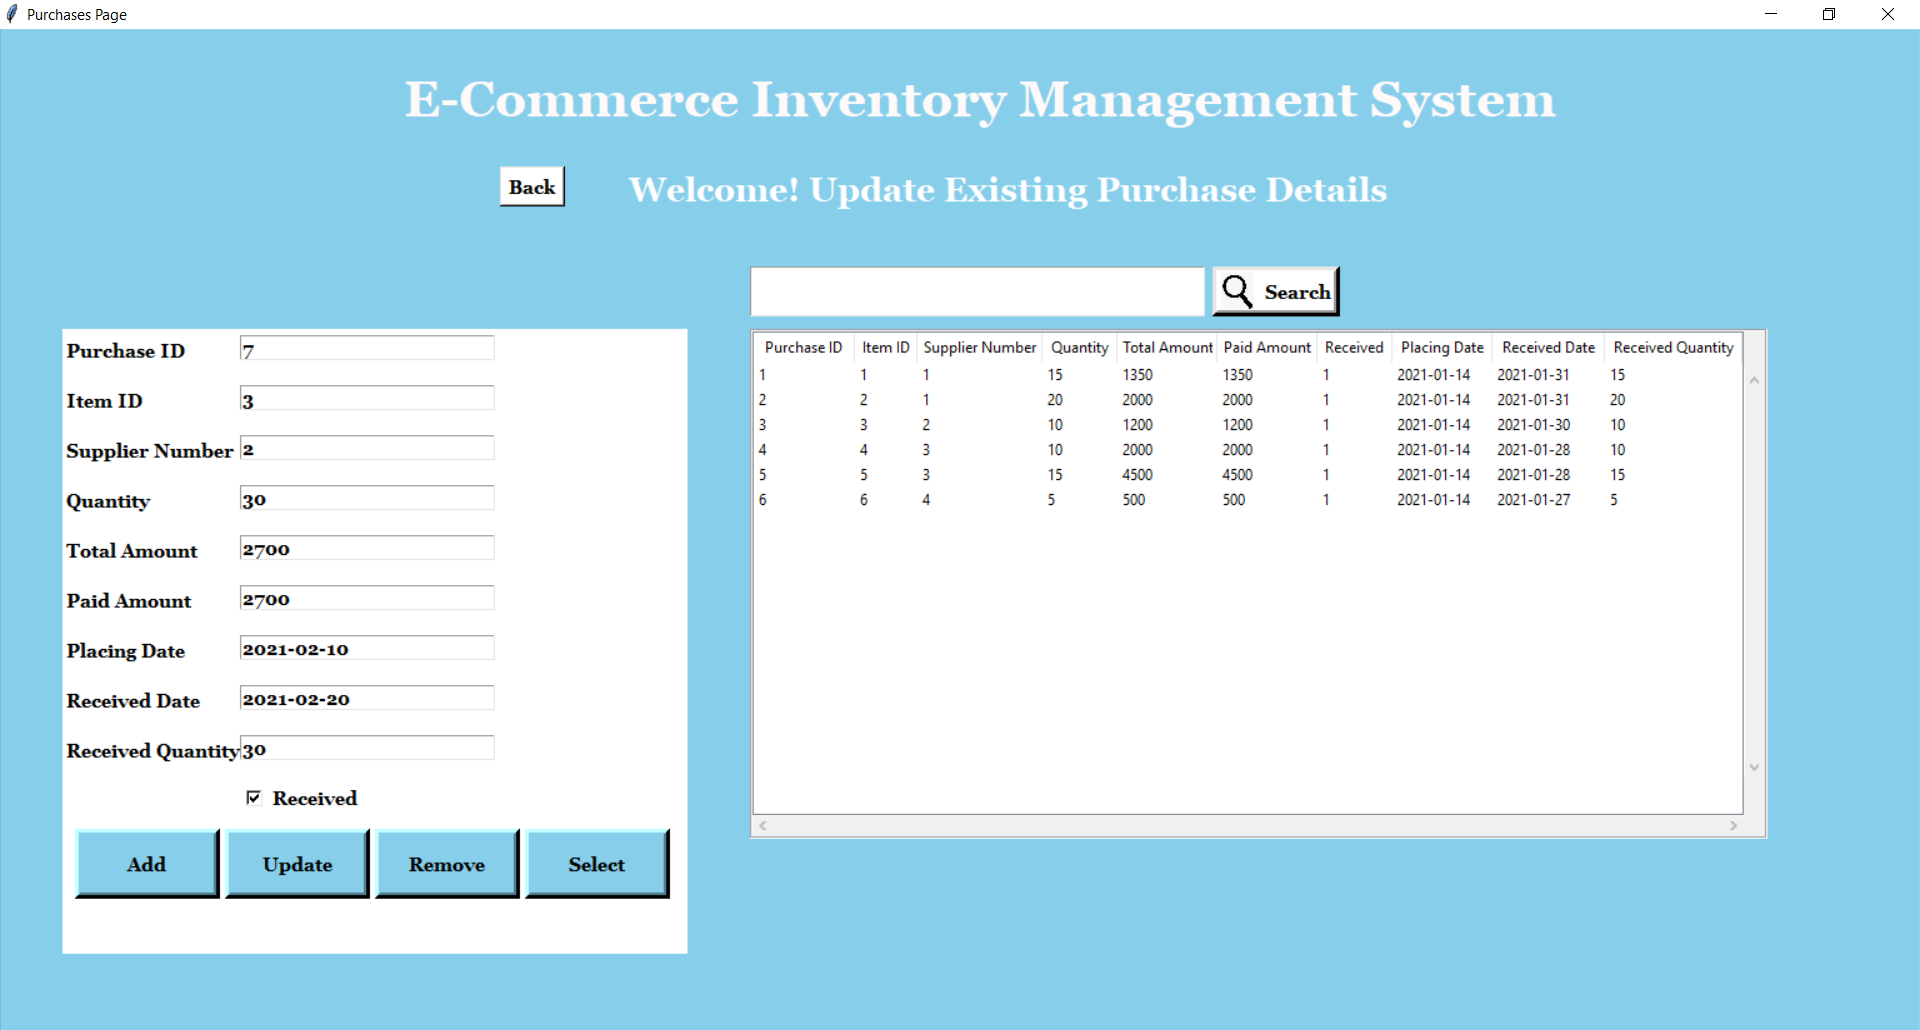 Purchases Page
E-Commerce Inventory Management System
Back
Welcome! Update Existing Purchase Details
Search
Purchase ID 7
Item ID 3
Supplier Number 2
Quantity 30
Total Amount 2700
Paid Amount 2700
Placing Date 2021-02-10
Received Date 2021-02-20
Received Quantity 30
Received
Add Update Remove Select
Purchase ID Item ID Supplier Number Quantity Total Amount Paid Amount Received Placing Date Received Date Received Quantity
1 1 1 15 1350 1350 1 2021-01-14 2021-01-31 15
2 2 1 20 2000 2000 1 2021-01-14 2021-01-31 20
3 3 2 10 1200 1200 1 2021-01-14 2021-01-30 10
4 4 3 10 2000 2000 1 2021-01-14 2021-01-28 10
5 5 3 15 4500 4500 1 2021-01-14 2021-01-28 15
6 6 4 5 500 500 1 2021-01-14 2021-01-27 5